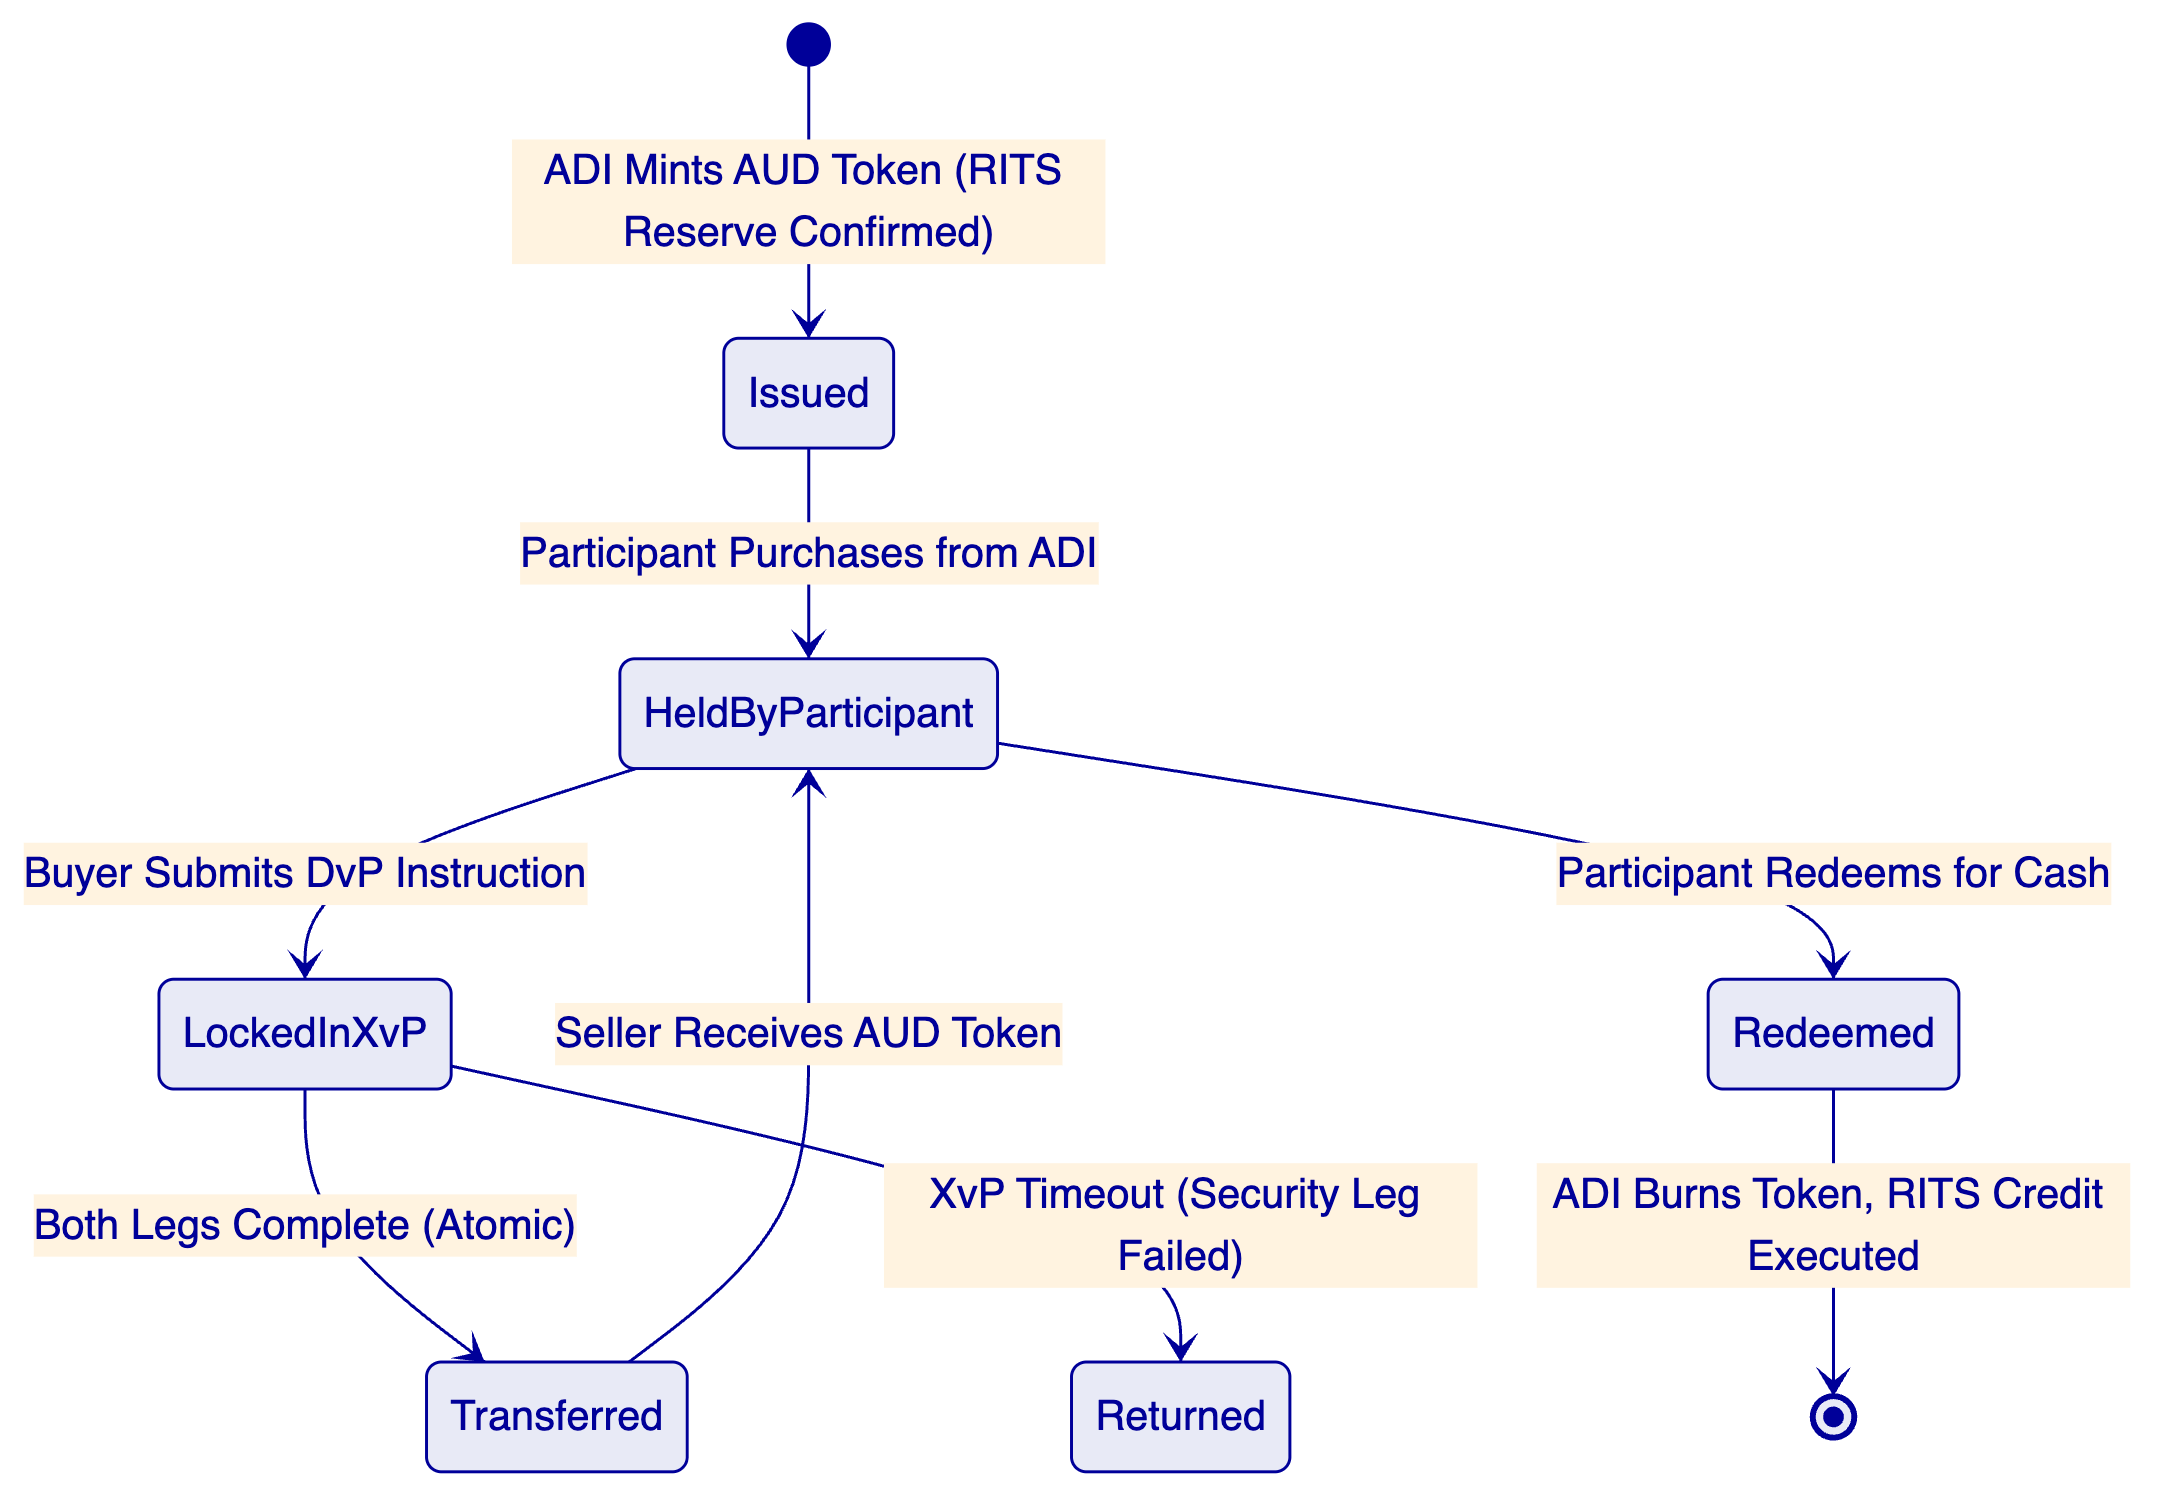 ADI Mints AUD Token (RITS
Reserve Confirmed)
Issued
Participant Purchases from ADI
HeldByParticipant
Buyer Submits DvP Instruction
Participant Redeems for Cash
LockedInXvP
Seller Receives AUD Token
Redeemed
Both Legs Complete (Atomic)
XvP Timeout (Security Leg
Failed)
ADI Burns Token, RITS Credit
Executed
Transferred
Returned